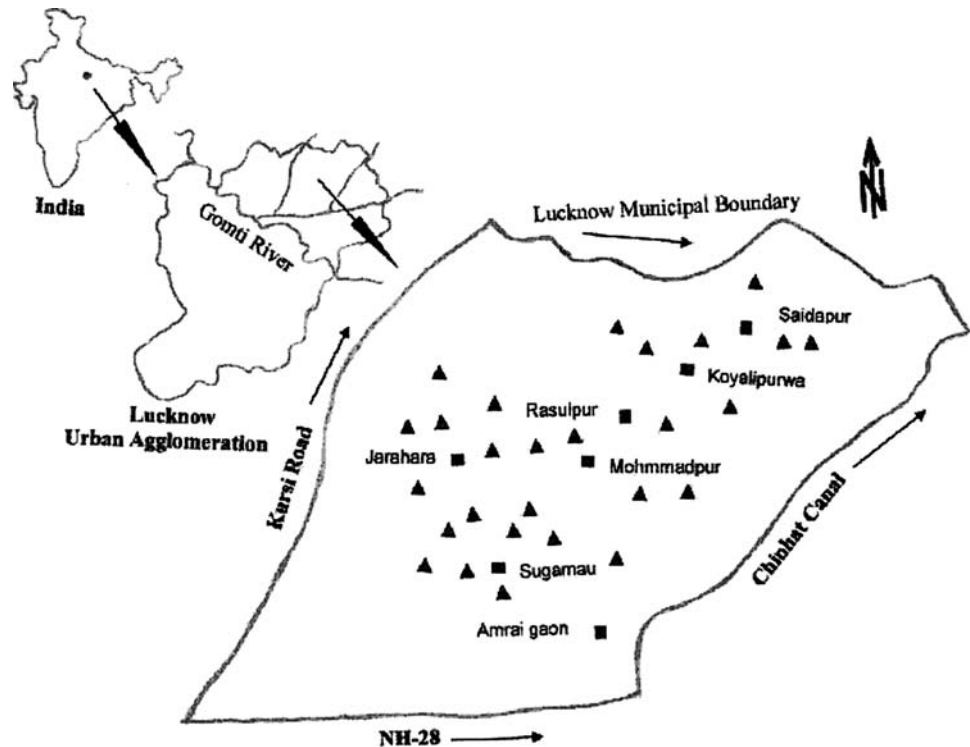 India
Gomti River
Lucknow
Urban Agglomeration
Lucknow Municipal Boundary
N
Kursi Road
Saidapur
Koyalipurwa
Rasulpur
Jarahara
Mohmmadpur
Sugamau
Amrai gaon
Chinhat Canal
NH-28